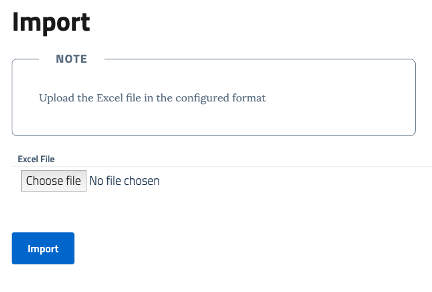 Import
NOTE
Upload the Excel file in the configured format
Excel File
Choose file No file chosen
Import